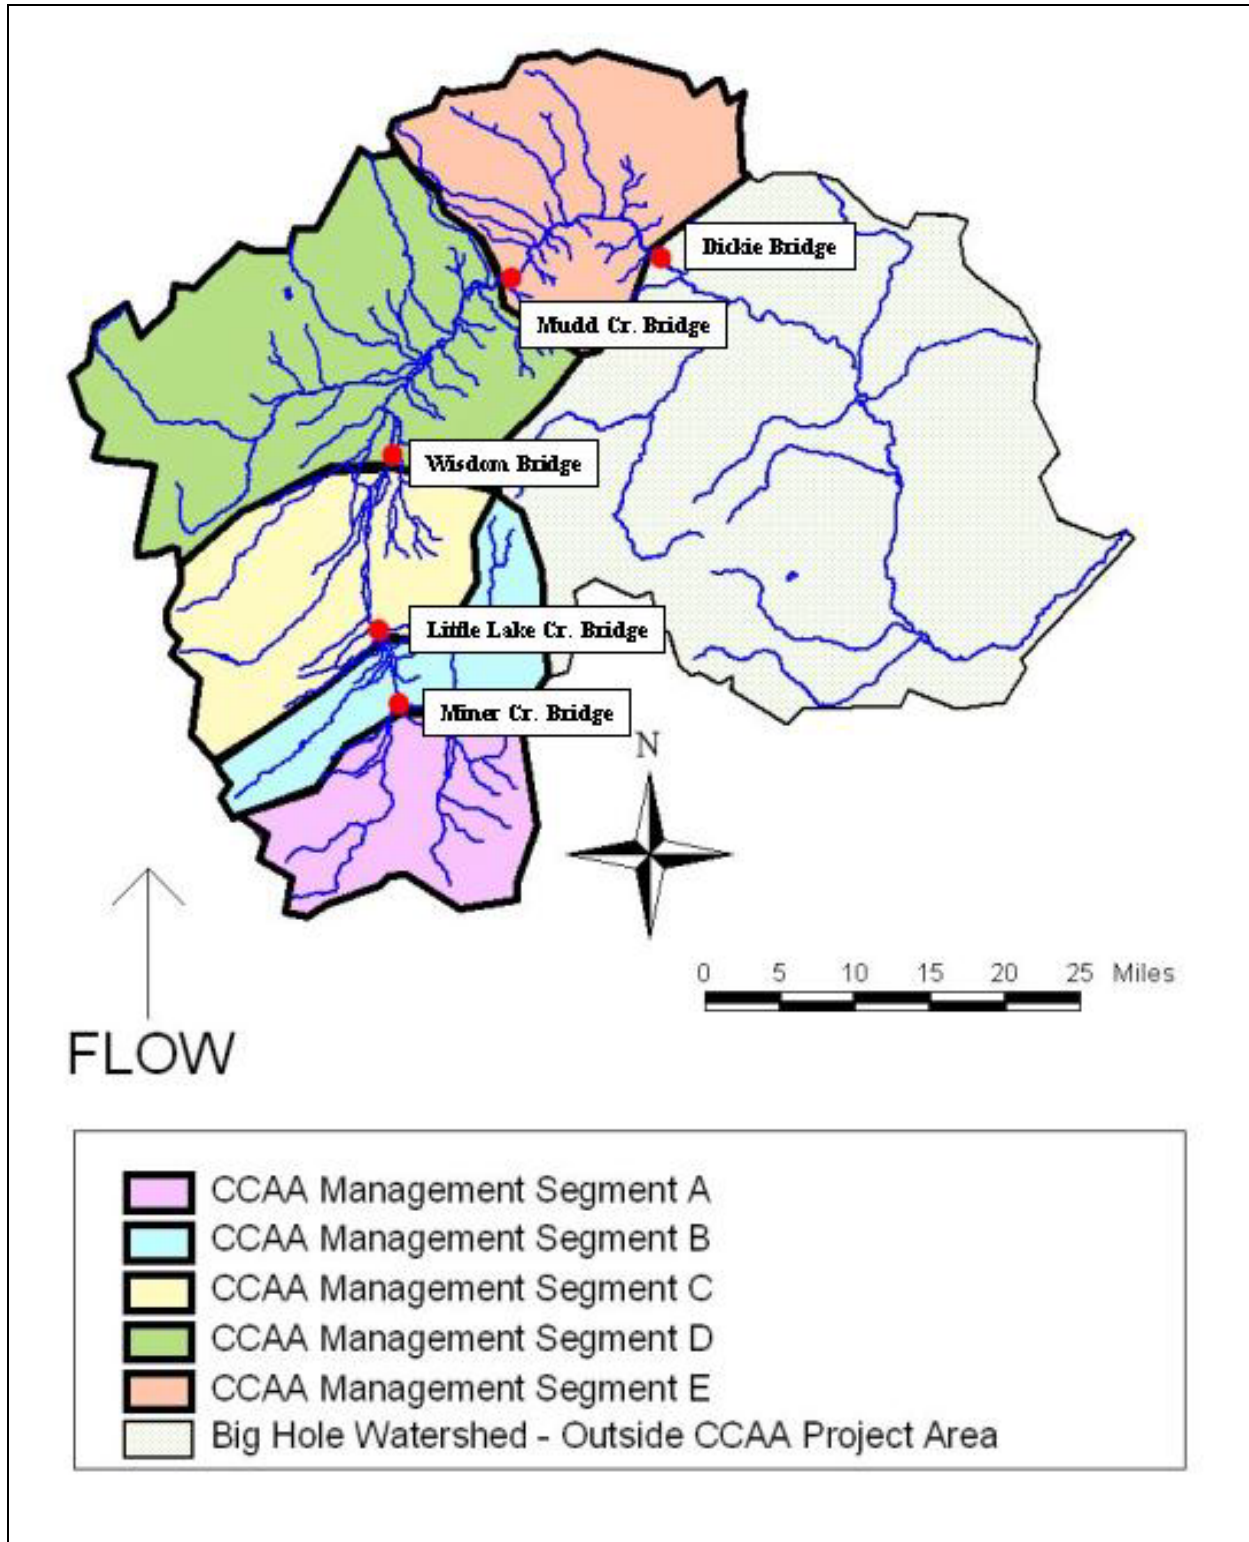 Dickie Bridge
Mudd Cr. Bridge
Wisdom Bridge
Little Lake Cr. Bridge
Miner Cr. Bridge
N
0 5 10 15 20 25 Miles
FLOW
CCAA Management Segment A
CCAA Management Segment B
CCAA Management Segment C
CCAA Management Segment D
CCAA Management Segment E
Big Hole Watershed - Outside CCAA Project Area